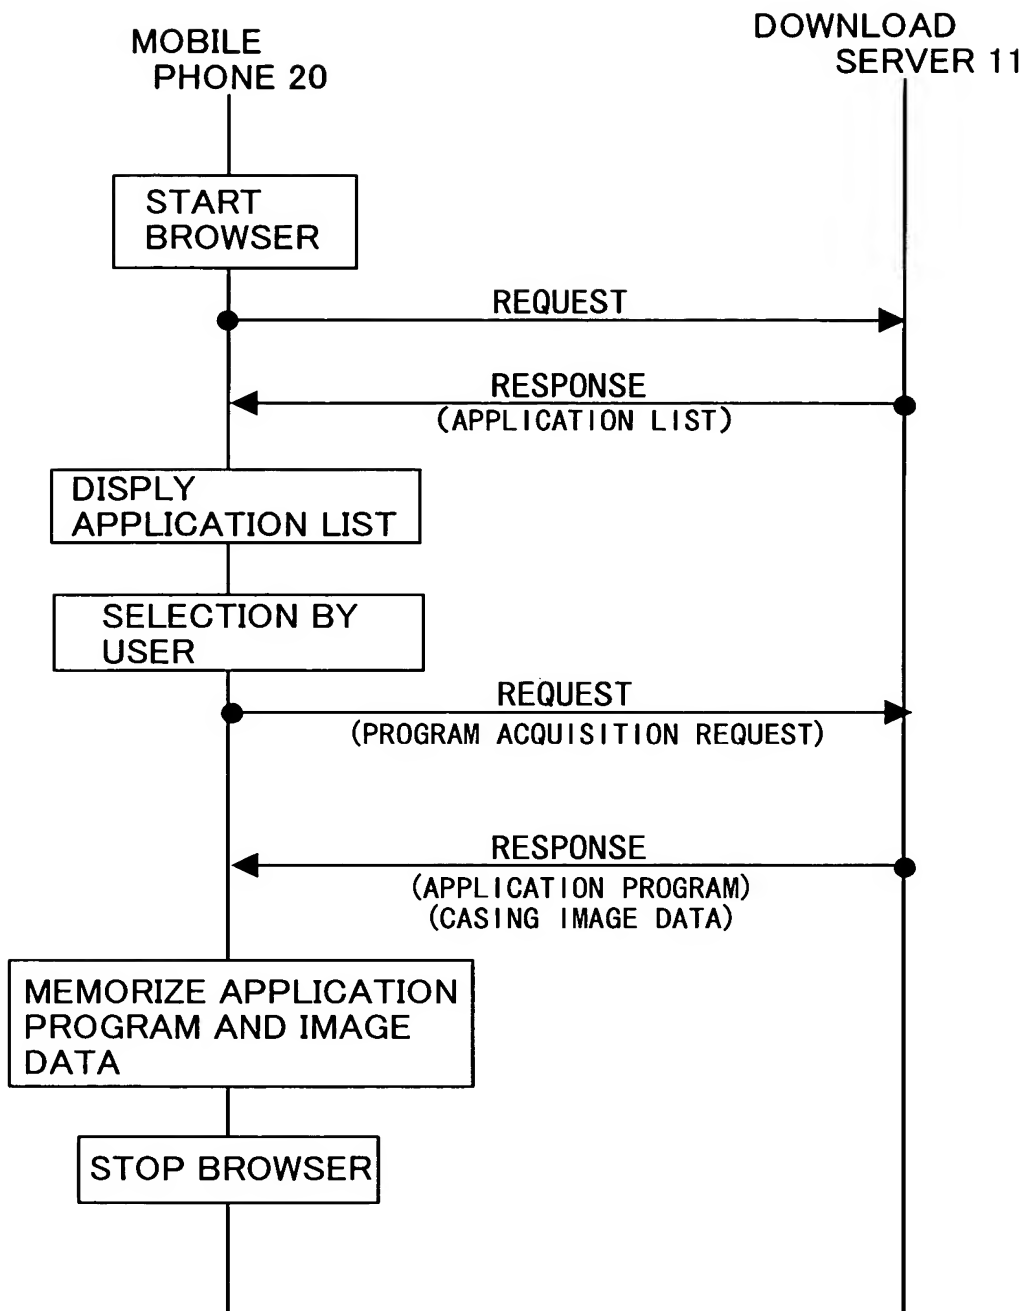 MOBILE
PHONE 20
DOWNLOAD
SERVER 11
START
BROWSER
REQUEST
RESPONSE
(APPLICATION LIST)
DISPLY
APPLICATION LIST
SELECTION BY
USER
REQUEST
(PROGRAM ACQUISITION REQUEST)
RESPONSE
(APPLICATION PROGRAM)
(CASING IMAGE DATA)
MEMORIZE APPLICATION
PROGRAM AND IMAGE
DATA
STOP BROWSER